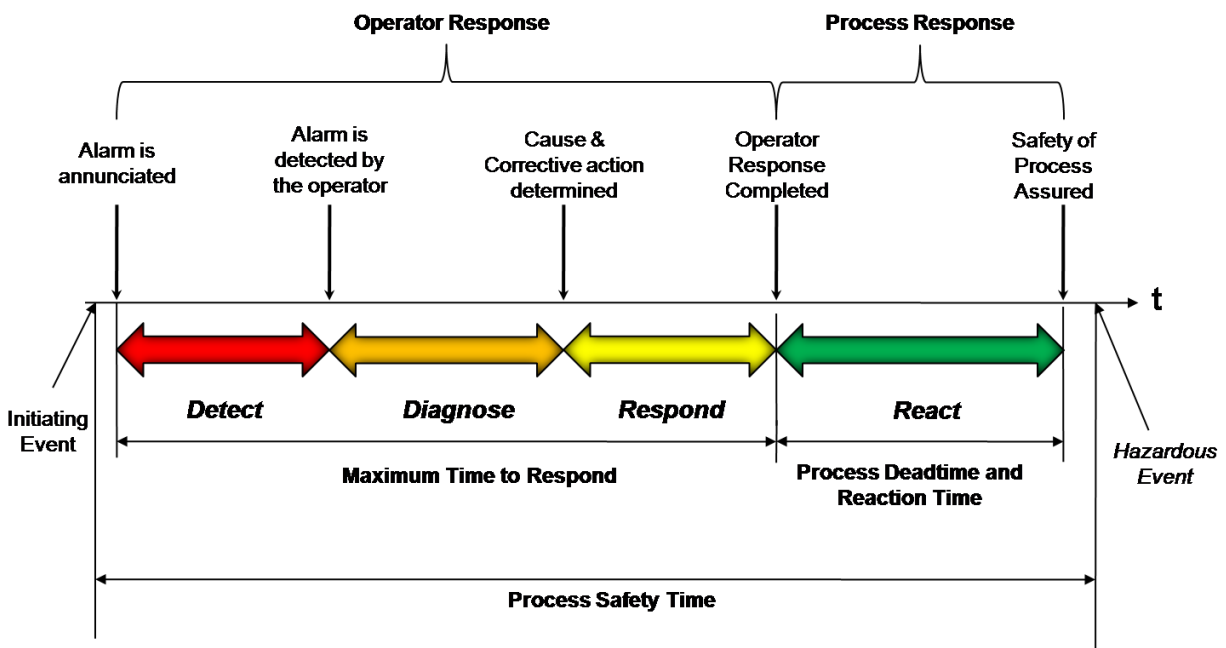 Operator Response
Process Response
Alarm is
annunciated
Alarm is
detected by
the operator
Cause &
Corrective action
determined
Operator
Response
Completed
Safety of
Process
Assured
t
Initiating
Event
Detect
Diagnose
Respond
React
Hazardous
Event
Maximum Time to Respond
Process Deadtime and
Reaction Time
Process Safety Time